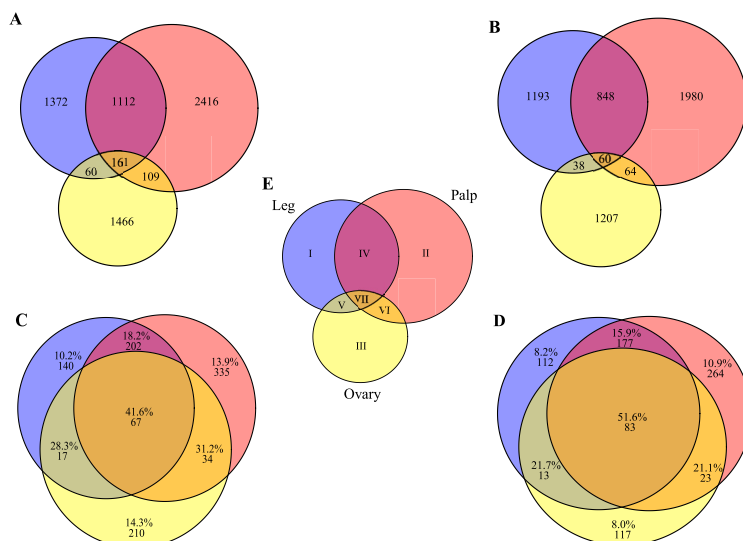 A
1372
1112
2416
161
60
109
1466
B
1193
848
1980
60
38
64
1207
E
Leg
Palp
I
IV
II
VII
V
VI
III
Ovary
C
18.2%
202
10.2%
140
13.9%
335
41.6%
67
28.3%
17
31.2%
34
14.3%
210
D
15.9%
177
8.2%
112
10.9%
264
51.6%
83
21.7%
13
21.1%
23
8.0%
117